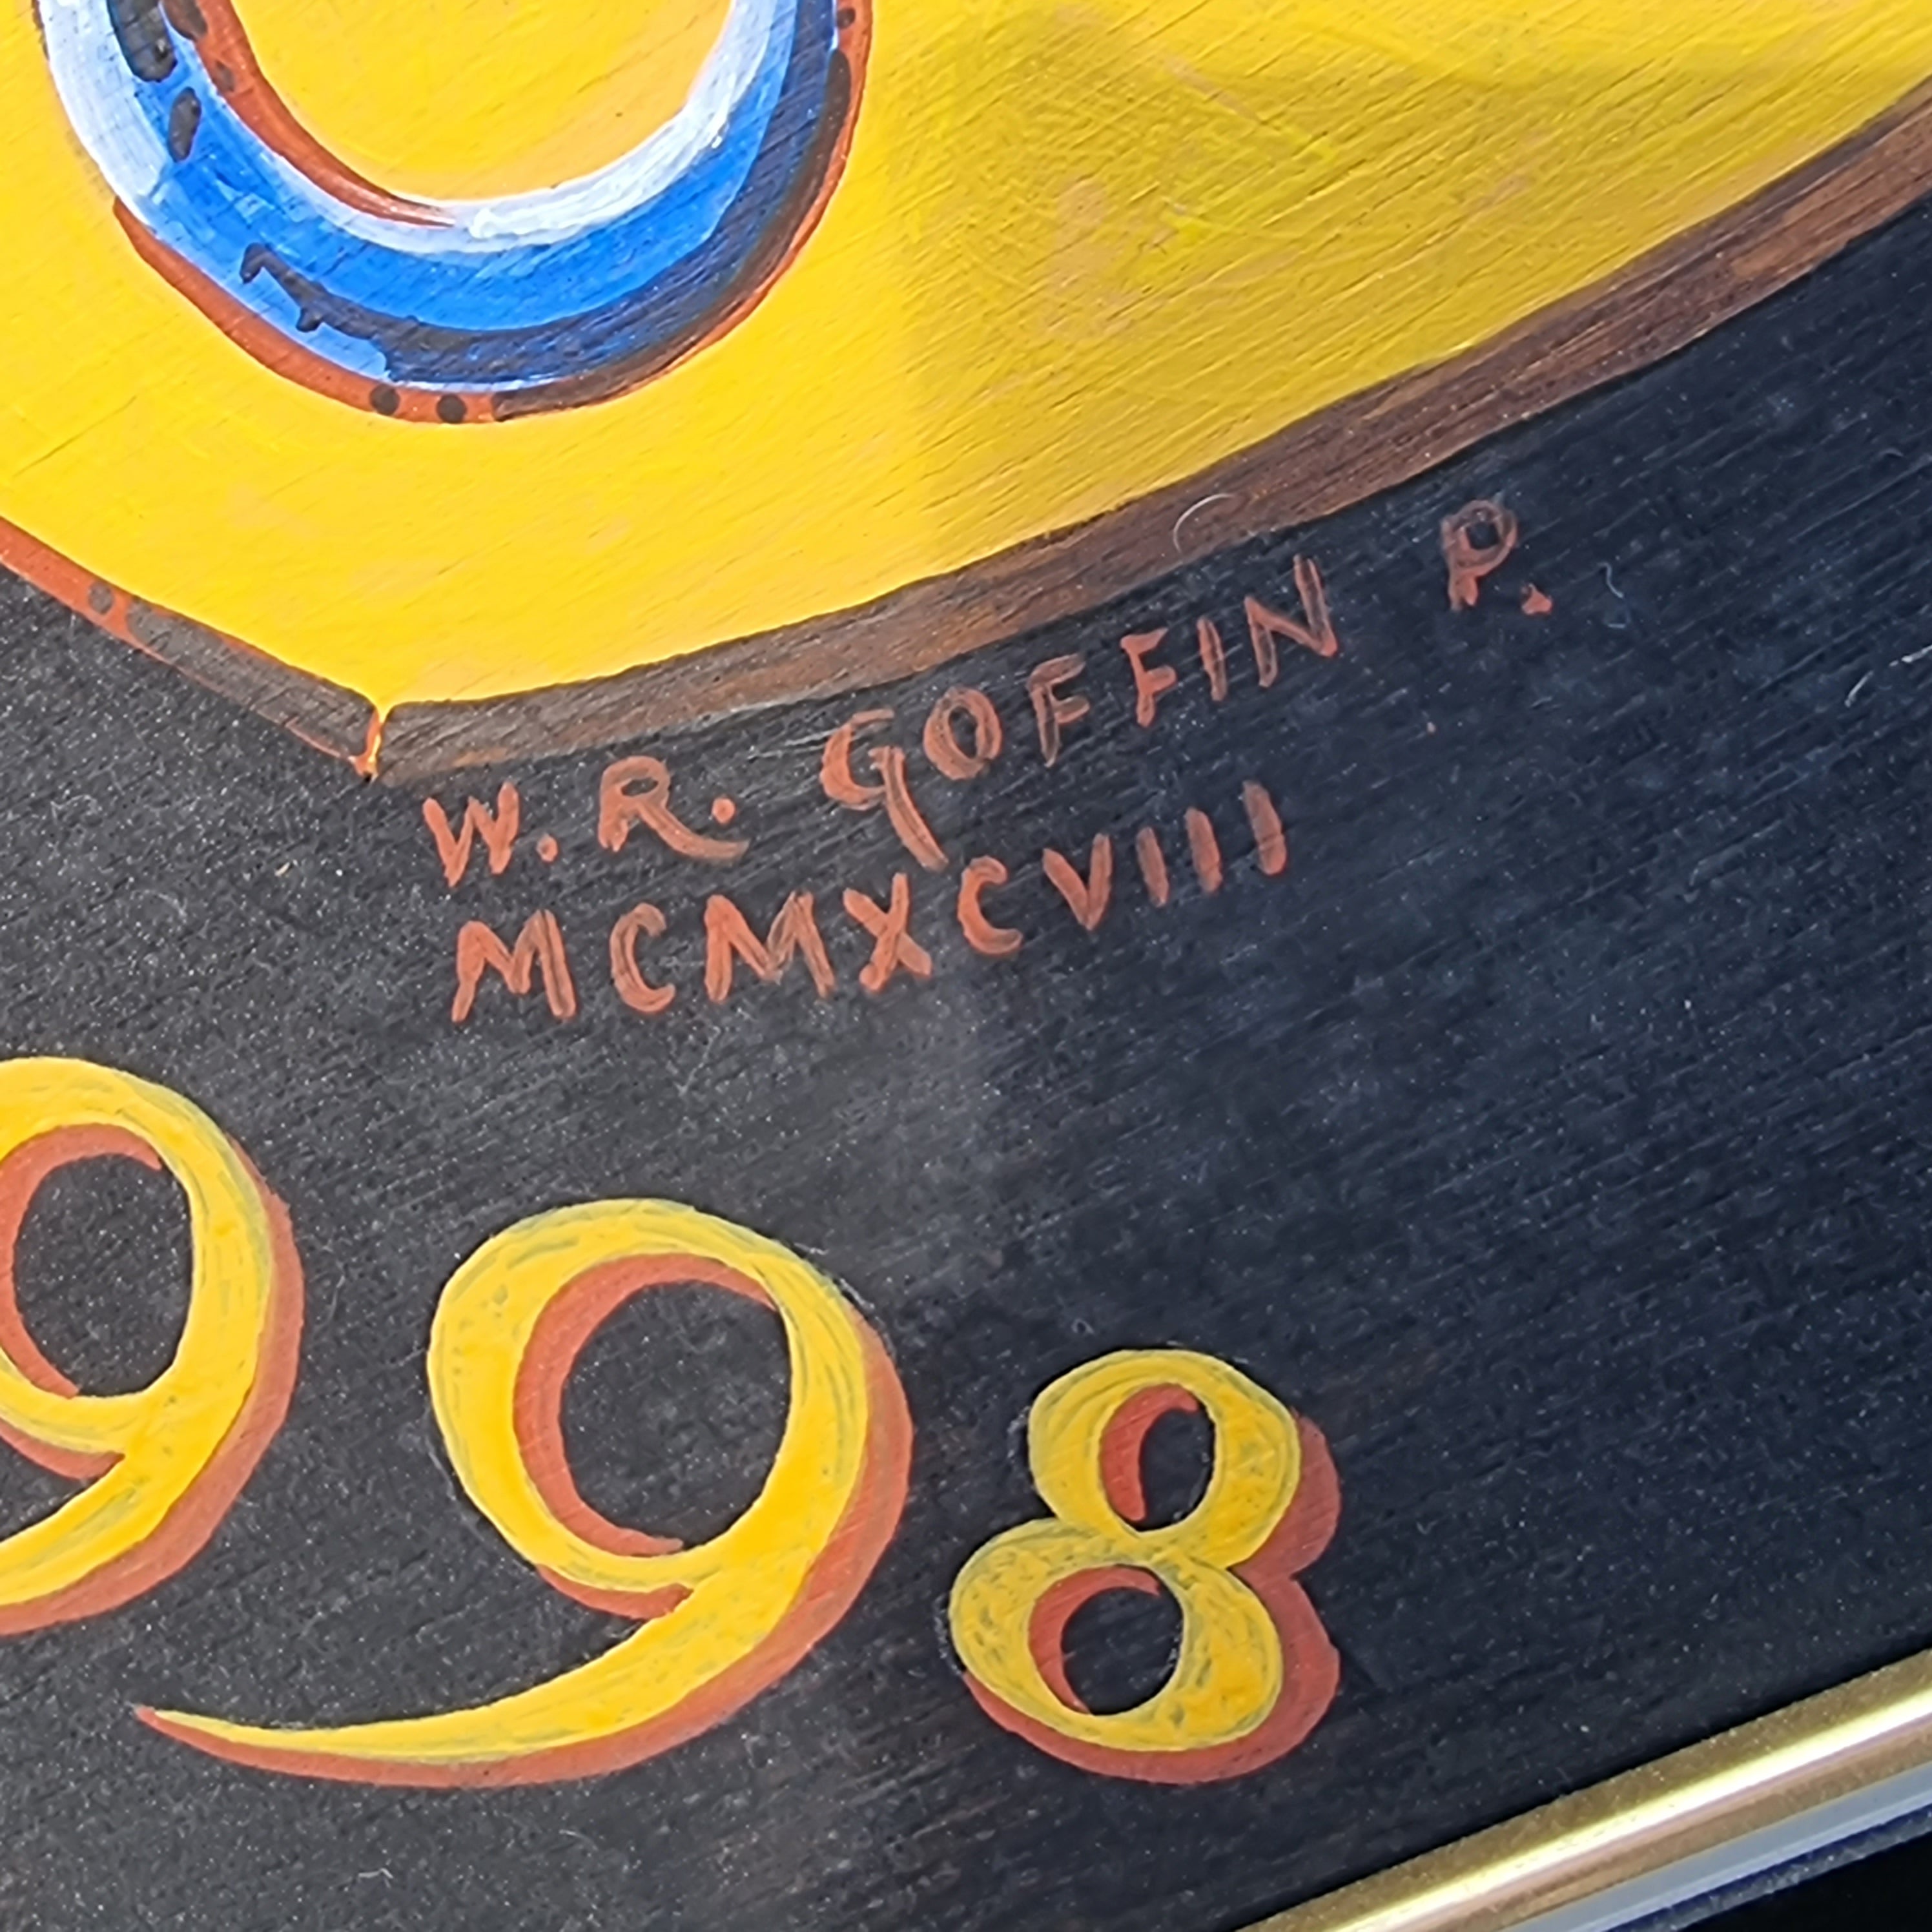 W.R. GOFFIN P.
MCMXCVIII
998